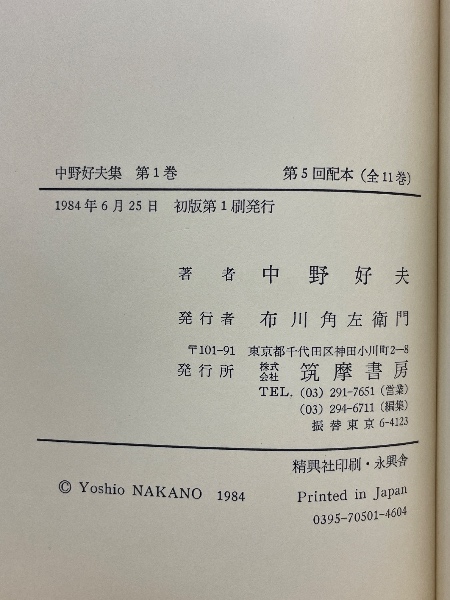 中野好夫集 第1巻 第5回配本（全11巻）
1984年6月25日 初版第1刷発行
著者 中野好夫
発行者 布川角左衛門
〒101-91 東京都千代田区神田小川町2-8
発行所 株式会社 筑摩書房
TEL. (03) 291-7651（営業）
(03) 294-6711（編集）
振替東京6-4123
精興社印刷・永興舎
© Yoshio NAKANO 1984 Printed in Japan
0395-70501-4604